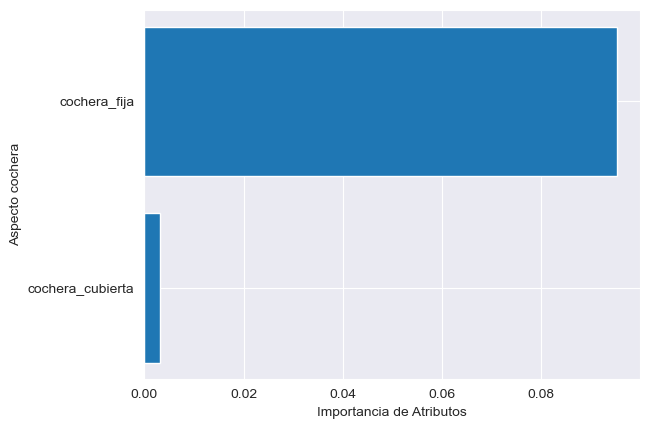 Aspecto cochera
cochera_fija
cochera_cubierta
0.00 0.02 0.04 0.06 0.08
Importancia de Atributos